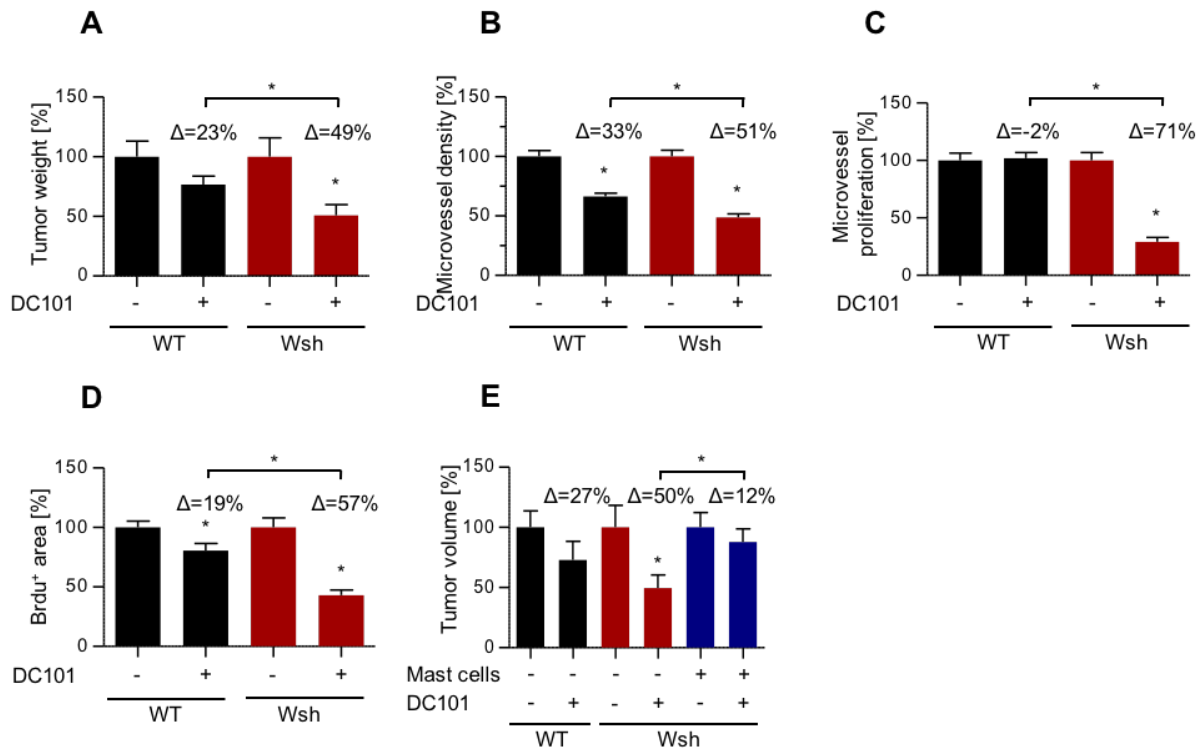 A
Tumor weight [%]
150
100
50
0
*
Δ=23%
Δ=49%
*
DC101
- + - +
WT Wsh
B
Microvessel density [%]
150
100
50
0
*
Δ=33%
Δ=51%
*
*
DC101
- + - +
WT Wsh
C
Microvessel
proliferation [%]
150
100
50
0
*
Δ=-2%
Δ=71%
*
- + - +
WT Wsh
D
Brdu⁺ area [%]
150
100
50
0
*
Δ=19%
Δ=57%
*
*
DC101
- + - +
WT Wsh
E
Tumor volume [%]
150
100
50
0
*
Δ=27%
Δ=50%
Δ=12%
*
Mast cells - - - - + +
DC101 - + - + - +
WT Wsh